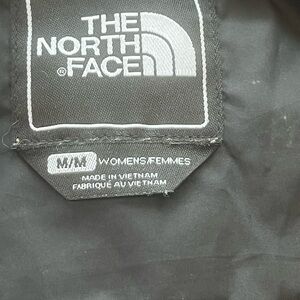 THE
NORTH
®FACE
M/M WOMENS/FEMMES
MADE IN VIETNAM
FABRIQUÉ AU VIETNAM